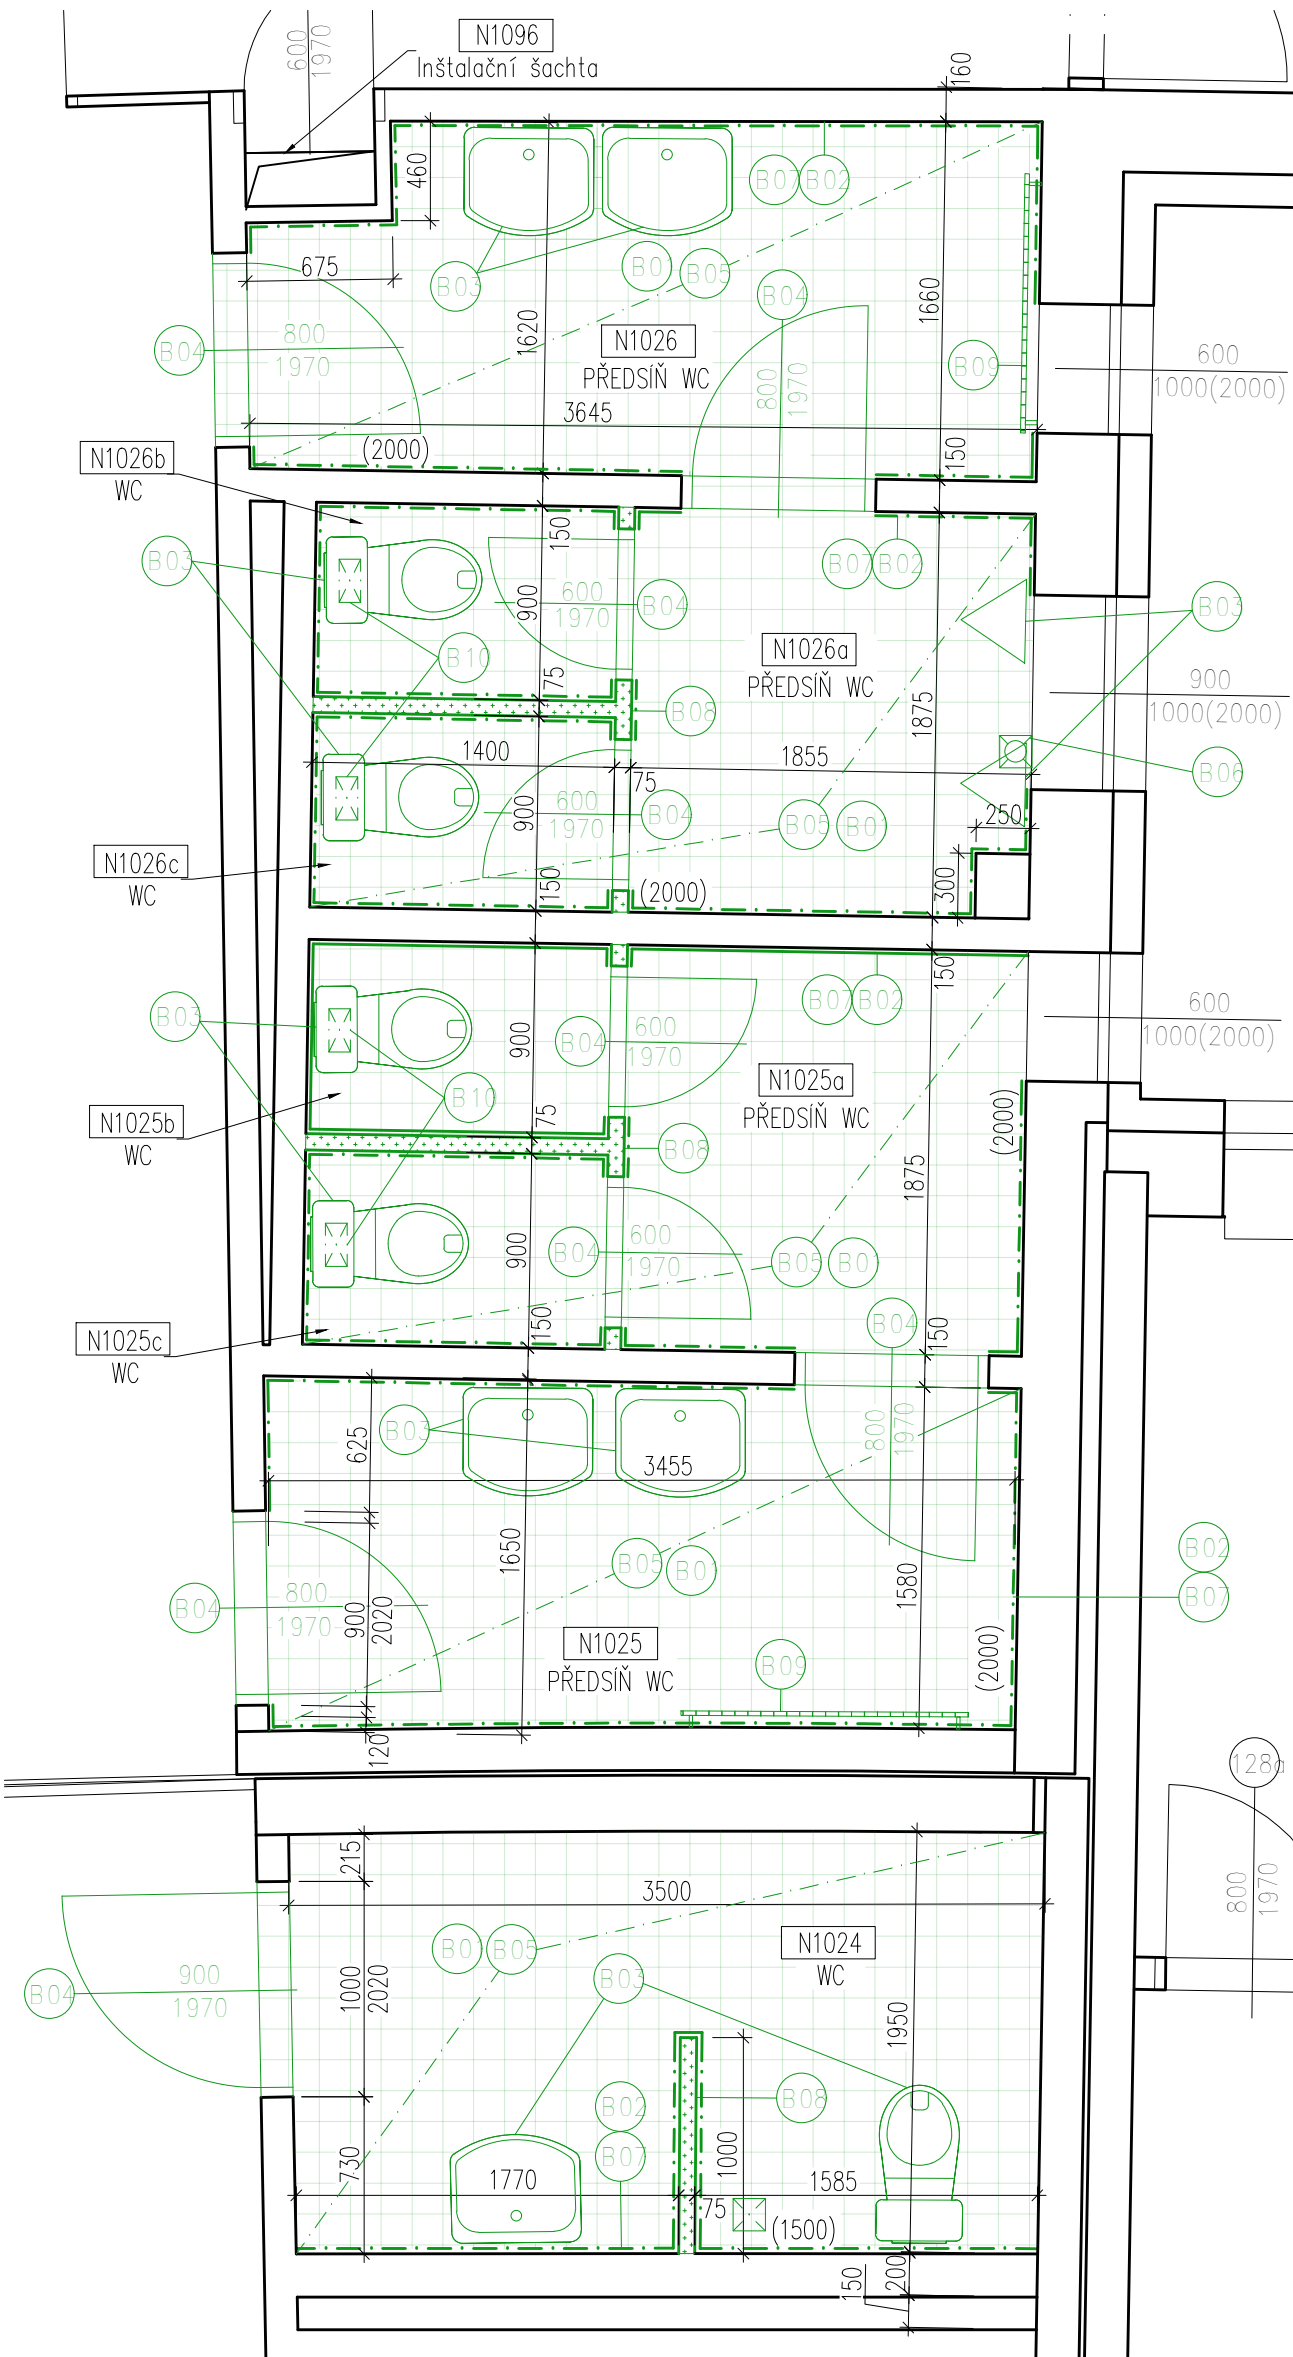 600
1970
N1096
Inštalační šachta
160
460
B07
B02
675
B03
B01
B05
B04
1620
1660
N1026
PŘEDSÍŇ WC
B04
800
1970
800
1970
B09
600
1000(2000)
3645
(2000)
150
N1026b
WC
150
B07
B02
B03
900
600
1970
B04
B03
N1026a
PŘEDSÍŇ WC
B10
75
B08
1875
900
1000(2000)
1400
75
1855
B06
900
600
1970
B04
B05
B01
250
N1026c
WC
150
(2000)
300
150
B03
B07
B02
900
B04
600
1970
600
1000(2000)
N1025a
PŘEDSÍŇ WC
B10
75
N1025b
WC
B08
(2000)
1875
900
B04
600
1970
B05
B01
N1025c
WC
150
B04
150
625
B03
3455
800
1970
1650
B05
B01
1580
B02
B07
B04
800
1970
900
2020
N1025
PŘEDSÍŇ WC
(2000)
B09
120
128a
215
3500
800
1970
B01
B05
N1024
WC
B04
900
1970
1000
2020
B03
1950
B02
B07
B08
730
1770
1000
75
1585
(1500)
150
200